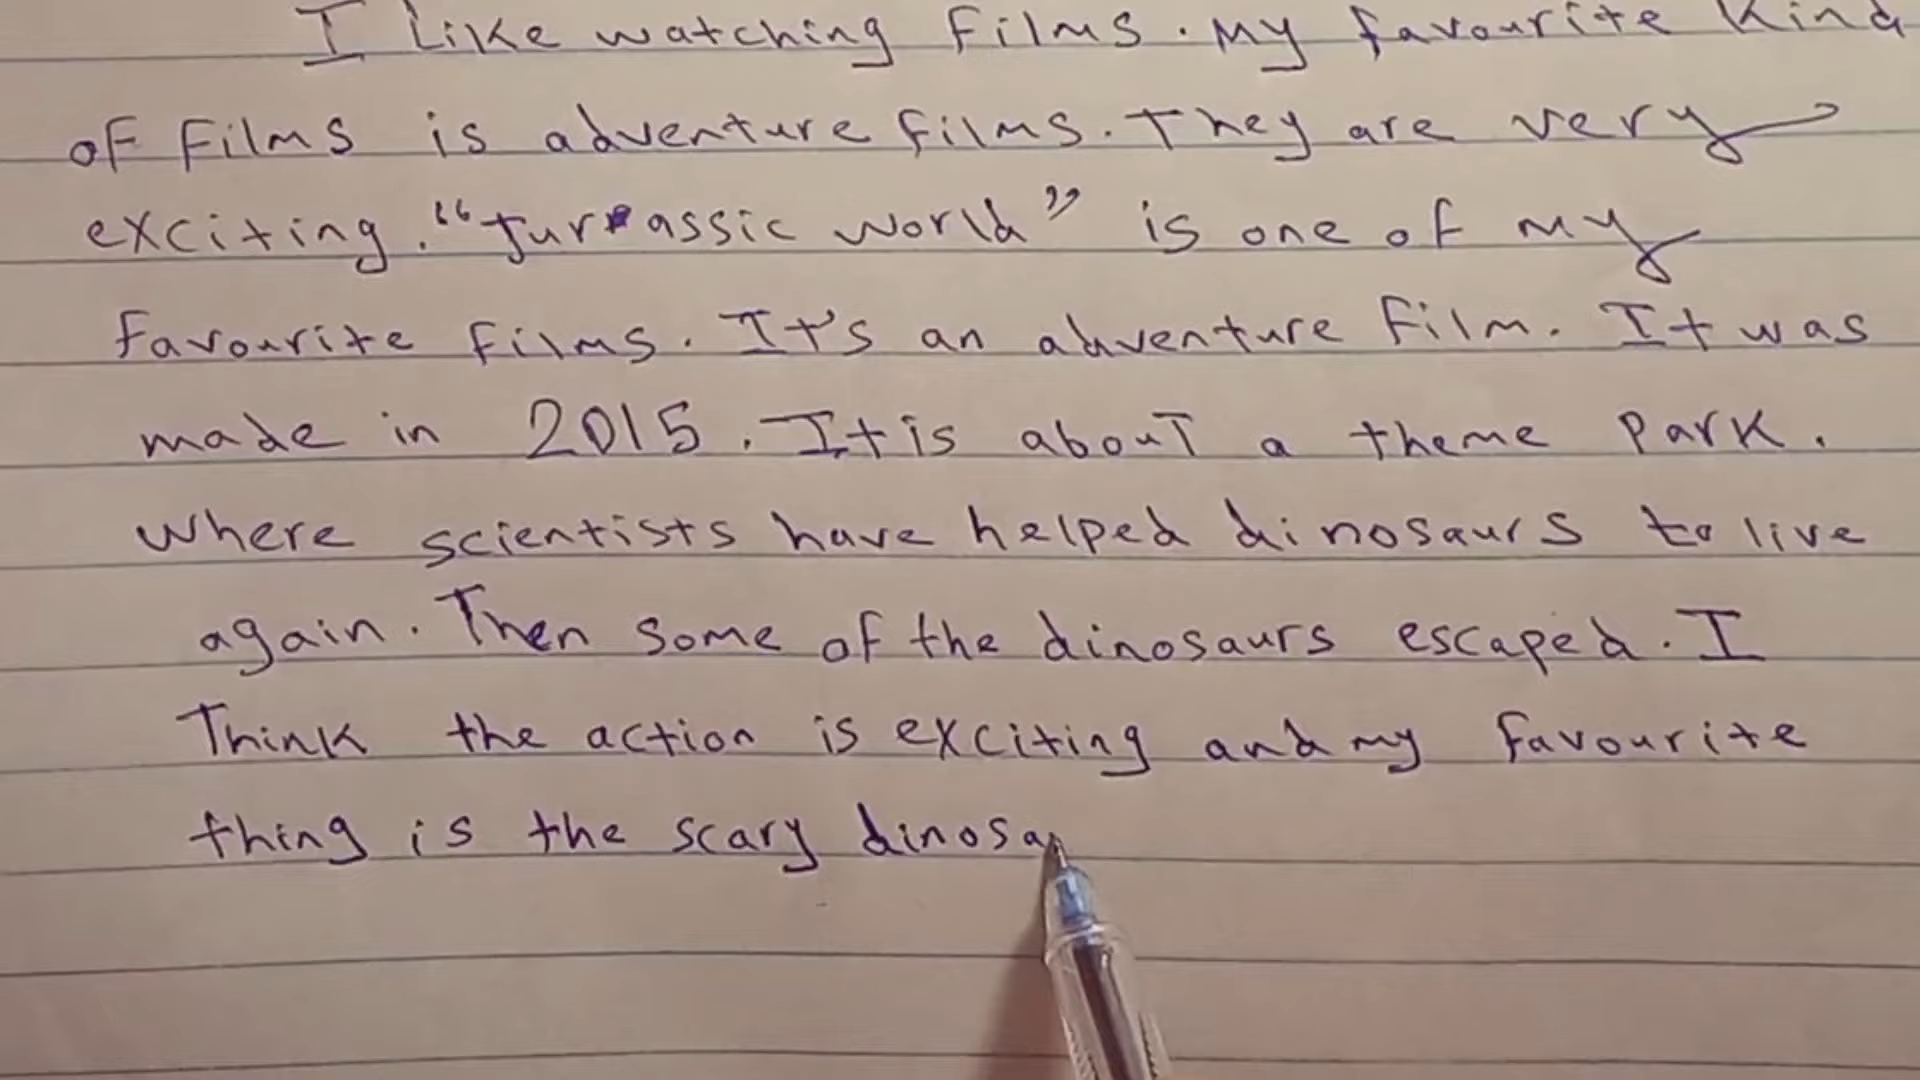 I Like watching films. My favourite kind
of films is adventure films. They are very
exciting. "Jurassic world" is one of my
favourite films. It's an adventure film. It was
made in 2015. It is about a theme park.
where scientists have helped dinosaurs to live
again. Then some of the dinosaurs escaped. I
Think the action is exciting and my favourite
thing is the scary dinosa